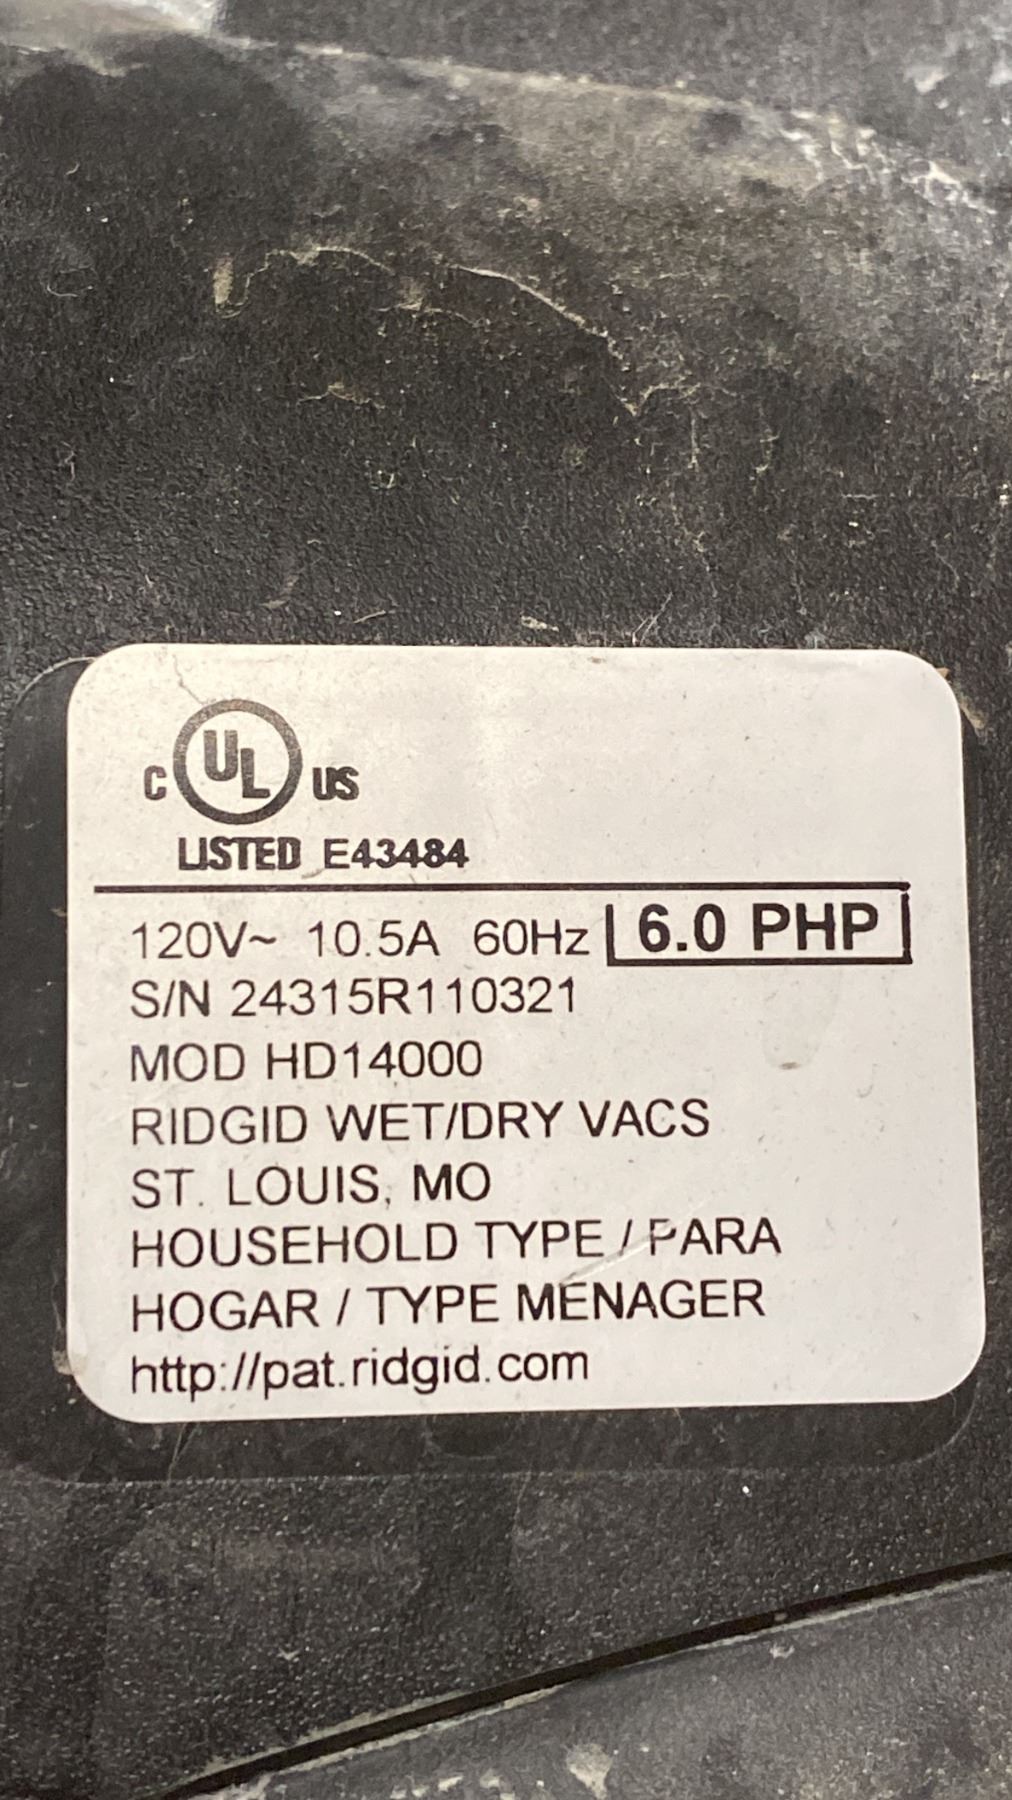 C UL US
LISTED E43484
120V~ 10.5A 60Hz 6.0 PHP
S/N 24315R110321
MOD HD14000
RIDGID WET/DRY VACS
ST. LOUIS, MO
HOUSEHOLD TYPE / PARA
HOGAR / TYPE MENAGER
http://pat.ridgid.com